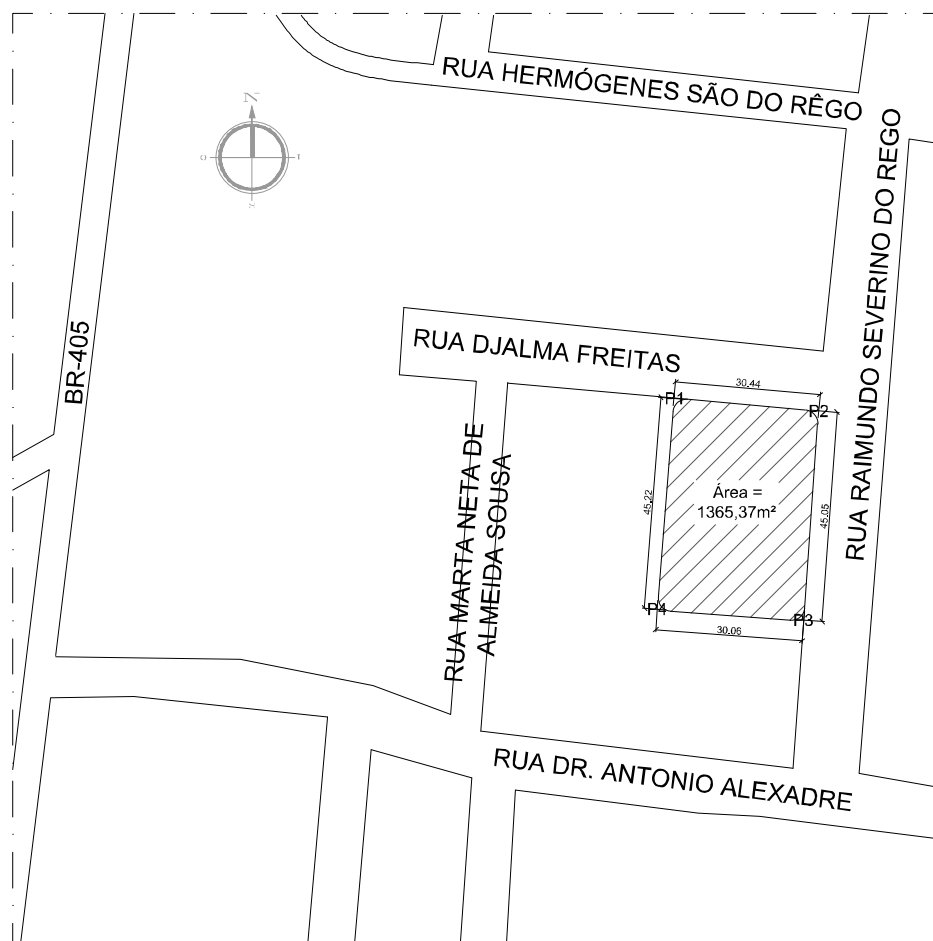 RUA HERMÓGENES SÃO DO RÊGO
N
O
S
RUA RAIMUNDO SEVERINO DO REGO
BR-405
RUA DJALMA FREITAS
30.44
P1
P2
RUA MARTA NETA DE
ALMEIDA SOUSA
45.22
Área =
1365,37m²
45.05
P4
P3
30.06
RUA DR. ANTONIO ALEXADRE